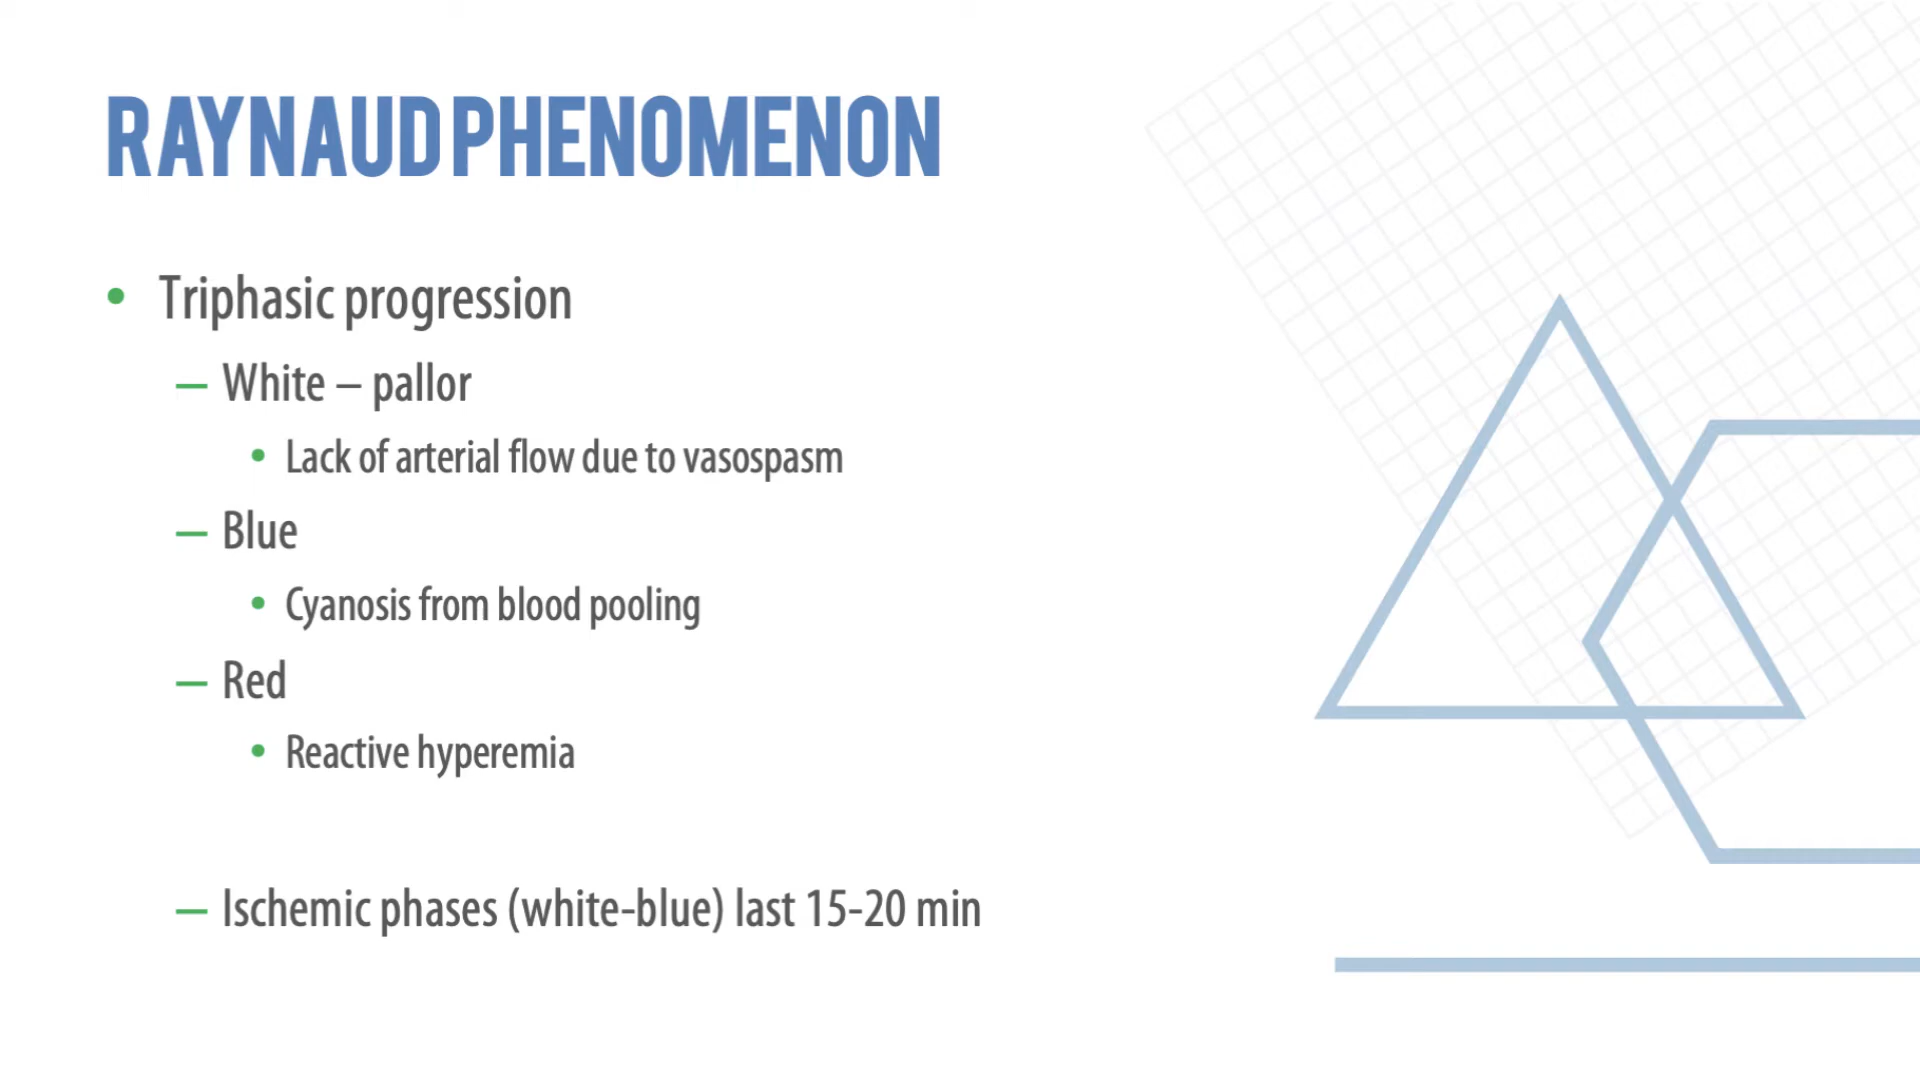 RAYNAUD PHENOMENON
• Triphasic progression
– White – pallor
• Lack of arterial flow due to vasospasm
– Blue
• Cyanosis from blood pooling
– Red
• Reactive hyperemia
– Ischemic phases (white-blue) last 15-20 min